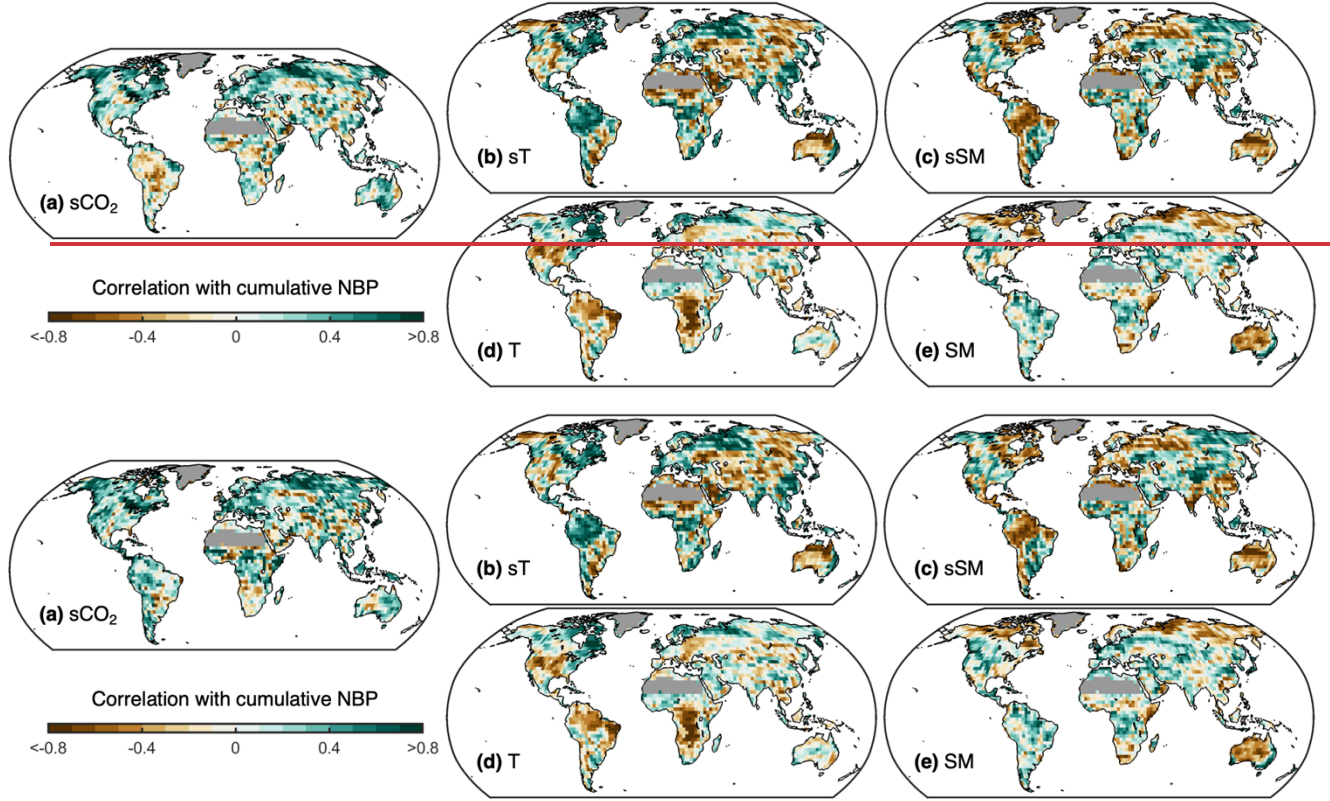 (a) sCO₂
(b) sT
(c) sSM
Correlation with cumulative NBP
<-0.8 -0.4 0 0.4 >0.8
(d) T
(e) SM
(a) sCO₂
(b) sT
(c) sSM
Correlation with cumulative NBP
<-0.8 -0.4 0 0.4 >0.8
(d) T
(e) SM